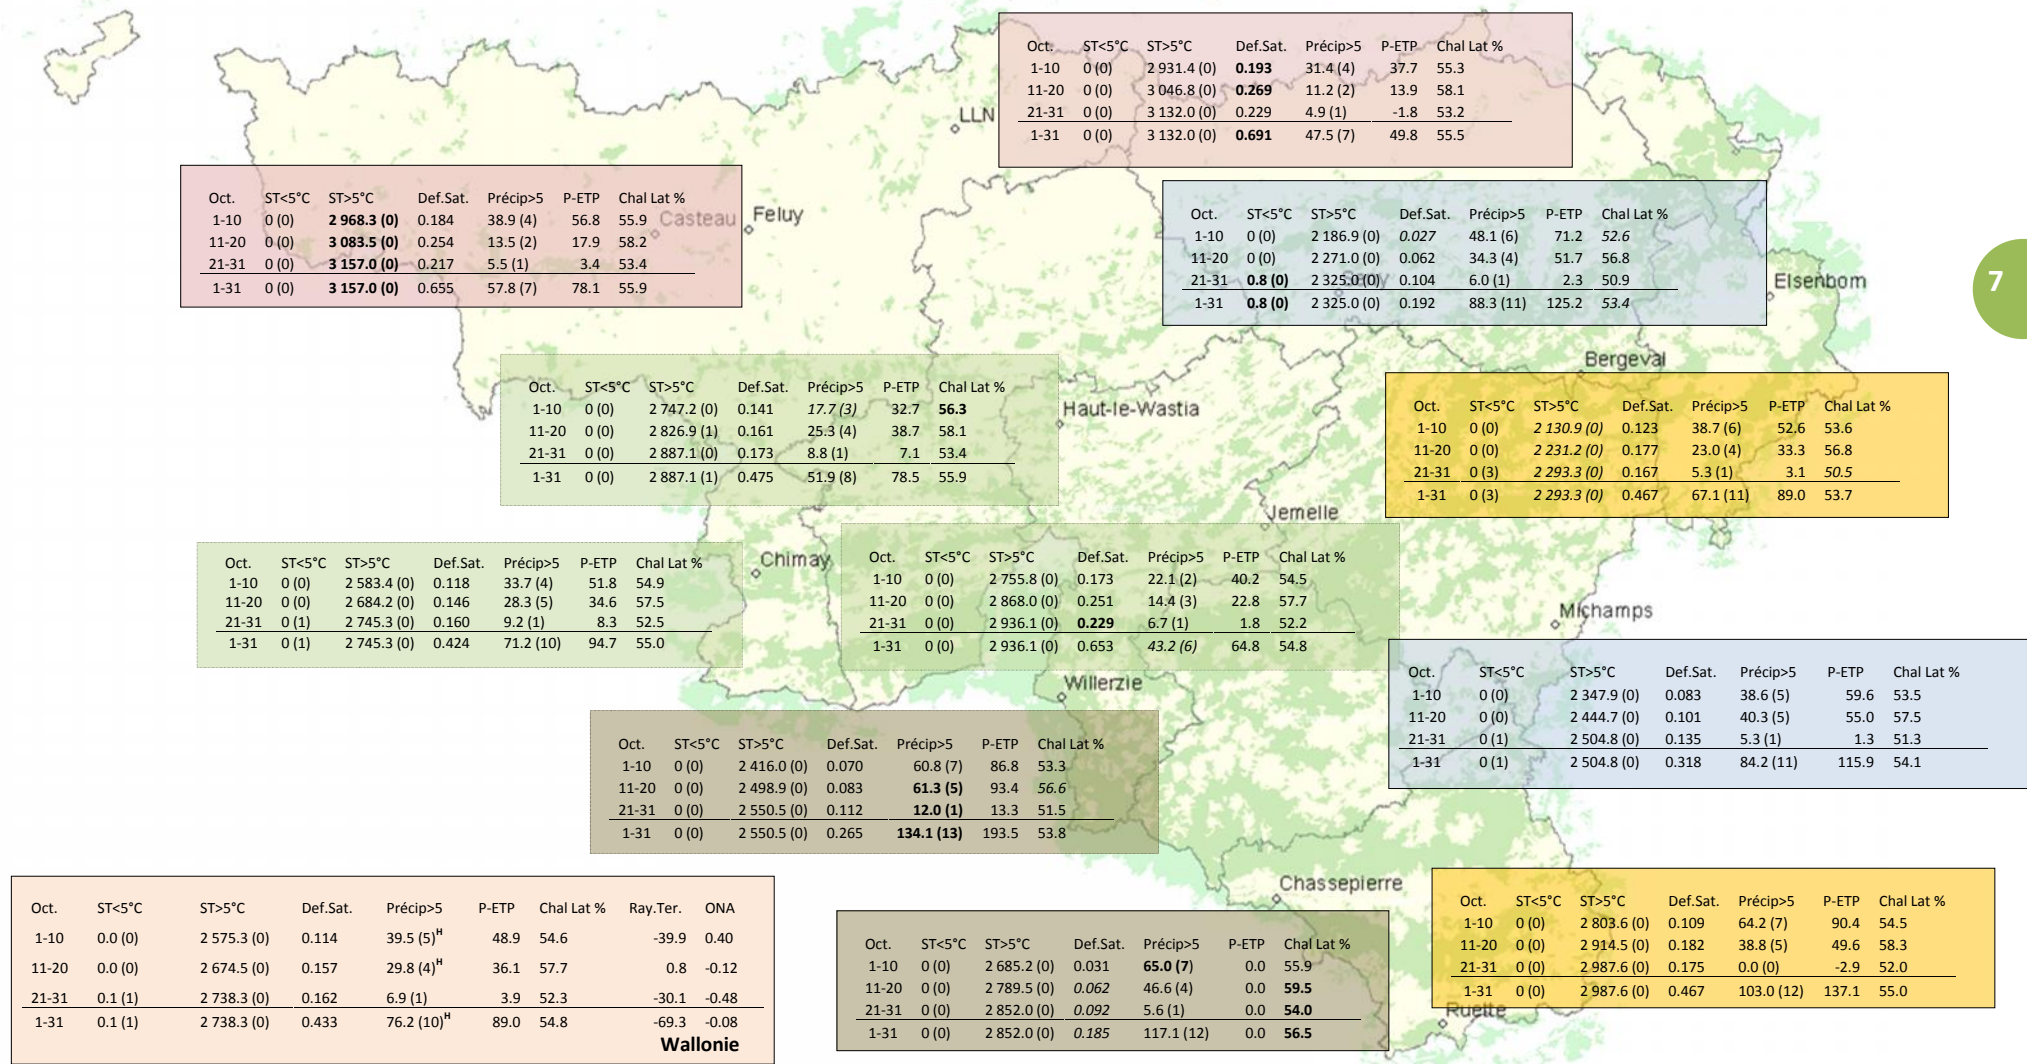 Oct. ST<5°C ST>5°C Def.Sat. Précip>5 P-ETP Chal Lat %
1-10 0 (0) 2 931.4 (0) 0.193 31.4 (4) 37.7 55.3
11-20 0 (0) 3 046.8 (0) 0.269 11.2 (2) 13.9 58.1
21-31 0 (0) 3 132.0 (0) 0.229 4.9 (1) -1.8 53.2
1-31 0 (0) 3 132.0 (0) 0.691 47.5 (7) 49.8 55.5
LLN
Oct. ST<5°C ST>5°C Def.Sat. Précip>5 P-ETP Chal Lat %
1-10 0 (0) 2 968.3 (0) 0.184 38.9 (4) 56.8 55.9
11-20 0 (0) 3 083.5 (0) 0.254 13.5 (2) 17.9 58.2
21-31 0 (0) 3 157.0 (0) 0.217 5.5 (1) 3.4 53.4
1-31 0 (0) 3 157.0 (0) 0.655 57.8 (7) 78.1 55.9
Casteau
Feluy
Oct. ST<5°C ST>5°C Def.Sat. Précip>5 P-ETP Chal Lat %
1-10 0 (0) 2 186.9 (0) 0.027 48.1 (6) 71.2 52.6
11-20 0 (0) 2 271.0 (0) 0.062 34.3 (4) 51.7 56.8
21-31 0.8 (0) 2 325.0 (0) 0.104 6.0 (1) 2.3 50.9
1-31 0.8 (0) 2 325.0 (0) 0.192 88.3 (11) 125.2 53.4
Elsenborn
7
Bergeval
Oct. ST<5°C ST>5°C Def.Sat. Précip>5 P-ETP Chal Lat %
1-10 0 (0) 2 747.2 (0) 0.141 17.7 (3) 32.7 56.3
11-20 0 (0) 2 826.9 (1) 0.161 25.3 (4) 38.7 58.1
21-31 0 (0) 2 887.1 (0) 0.173 8.8 (1) 7.1 53.4
1-31 0 (0) 2 887.1 (1) 0.475 51.9 (8) 78.5 55.9
Haut-le-Wastia
Oct. ST<5°C ST>5°C Def.Sat. Précip>5 P-ETP Chal Lat %
1-10 0 (0) 2 130.9 (0) 0.123 38.7 (6) 52.6 53.6
11-20 0 (0) 2 231.2 (0) 0.177 23.0 (4) 33.3 56.8
21-31 0 (3) 2 293.3 (0) 0.167 5.3 (1) 3.1 50.5
1-31 0 (3) 2 293.3 (0) 0.467 67.1 (11) 89.0 53.7
Jemelle
Oct. ST<5°C ST>5°C Def.Sat. Précip>5 P-ETP Chal Lat %
1-10 0 (0) 2 583.4 (0) 0.118 33.7 (4) 51.8 54.9
11-20 0 (0) 2 684.2 (0) 0.146 28.3 (5) 34.6 57.5
21-31 0 (1) 2 745.3 (0) 0.160 9.2 (1) 8.3 52.5
1-31 0 (1) 2 745.3 (0) 0.424 71.2 (10) 94.7 55.0
Chimay
Oct. ST<5°C ST>5°C Def.Sat. Précip>5 P-ETP Chal Lat %
1-10 0 (0) 2 755.8 (0) 0.173 22.1 (2) 40.2 54.5
11-20 0 (0) 2 868.0 (0) 0.251 14.4 (3) 22.8 57.7
21-31 0 (0) 2 936.1 (0) 0.229 6.7 (1) 1.8 52.2
1-31 0 (0) 2 936.1 (0) 0.653 43.2 (6) 64.8 54.8
Michamps
Oct. ST<5°C ST>5°C Def.Sat. Précip>5 P-ETP Chal Lat %
1-10 0 (0) 2 347.9 (0) 0.083 38.6 (5) 59.6 53.5
11-20 0 (0) 2 444.7 (0) 0.101 40.3 (5) 55.0 57.5
21-31 0 (1) 2 504.8 (0) 0.135 5.3 (1) 1.3 51.3
1-31 0 (1) 2 504.8 (0) 0.318 84.2 (11) 115.9 54.1
Willerzie
Oct. ST<5°C ST>5°C Def.Sat. Précip>5 P-ETP Chal Lat %
1-10 0 (0) 2 416.0 (0) 0.070 60.8 (7) 86.8 53.3
11-20 0 (0) 2 498.9 (0) 0.083 61.3 (5) 93.4 56.6
21-31 0 (0) 2 550.5 (0) 0.112 12.0 (1) 13.3 51.5
1-31 0 (0) 2 550.5 (0) 0.265 134.1 (13) 193.5 53.8
Oct. ST<5°C ST>5°C Def.Sat. Précip>5 P-ETP Chal Lat % Ray.Ter. ONA
1-10 0.0 (0) 2 575.3 (0) 0.114 39.5 (5)H 48.9 54.6 -39.9 0.40
11-20 0.0 (0) 2 674.5 (0) 0.157 29.8 (4)H 36.1 57.7 0.8 -0.12
21-31 0.1 (1) 2 738.3 (0) 0.162 6.9 (1) 3.9 52.3 -30.1 -0.48
1-31 0.1 (1) 2 738.3 (0) 0.433 76.2 (10)H 89.0 54.8 -69.3 -0.08
Wallonie
Chassepierre
Oct. ST<5°C ST>5°C Def.Sat. Précip>5 P-ETP Chal Lat %
1-10 0 (0) 2 685.2 (0) 0.031 65.0 (7) 0.0 55.9
11-20 0 (0) 2 789.5 (0) 0.062 46.6 (4) 0.0 59.5
21-31 0 (0) 2 852.0 (0) 0.092 5.6 (1) 0.0 54.0
1-31 0 (0) 2 852.0 (0) 0.185 117.1 (12) 0.0 56.5
Oct. ST<5°C ST>5°C Def.Sat. Précip>5 P-ETP Chal Lat %
1-10 0 (0) 2 803.6 (0) 0.109 64.2 (7) 90.4 54.5
11-20 0 (0) 2 914.5 (0) 0.182 38.8 (5) 49.6 58.3
21-31 0 (0) 2 987.6 (0) 0.175 0.0 (0) -2.9 52.0
1-31 0 (0) 2 987.6 (0) 0.467 103.0 (12) 137.1 55.0
Ruette